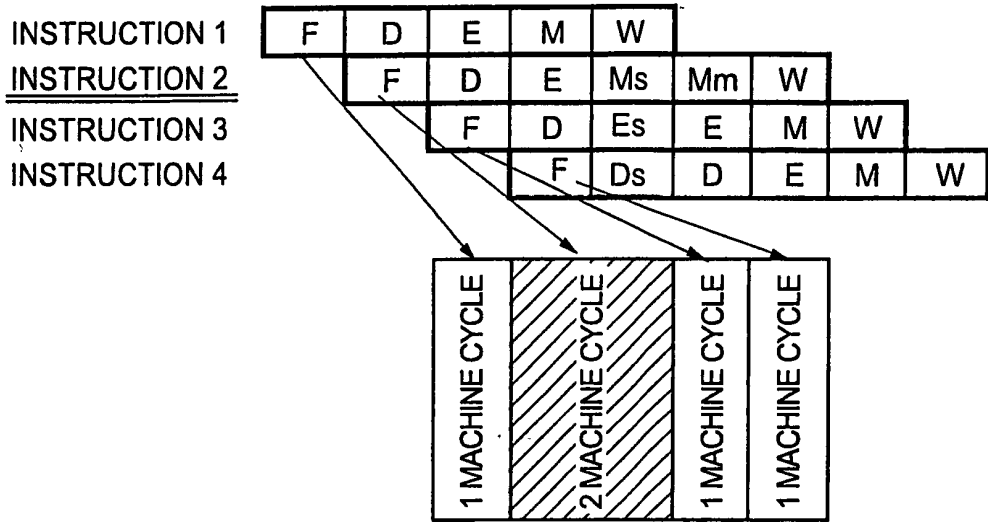 INSTRUCTION 1 F D E M W
INSTRUCTION 2 F D E Ms Mm W
INSTRUCTION 3 F D Es E M W
INSTRUCTION 4 F Ds D E M W
1 MACHINE CYCLE
2 MACHINE CYCLE
1 MACHINE CYCLE
1 MACHINE CYCLE